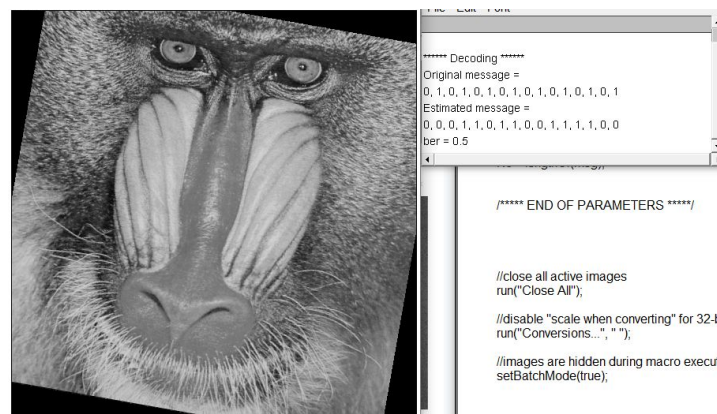 File Edit Font
****** Decoding ******
Original message =
0, 1, 0, 1, 0, 1, 0, 1, 0, 1, 0, 1, 0, 1, 0, 1
Estimated message =
0, 0, 0, 1, 1, 0, 1, 1, 0, 0, 1, 1, 1, 1, 0, 0
ber = 0.5
/***** END OF PARAMETERS *****/
//close all active images
run("Close All");
//disable "scale when converting" for 32-b
run("Conversions...", " ");
//images are hidden during macro execut
setBatchMode(true);